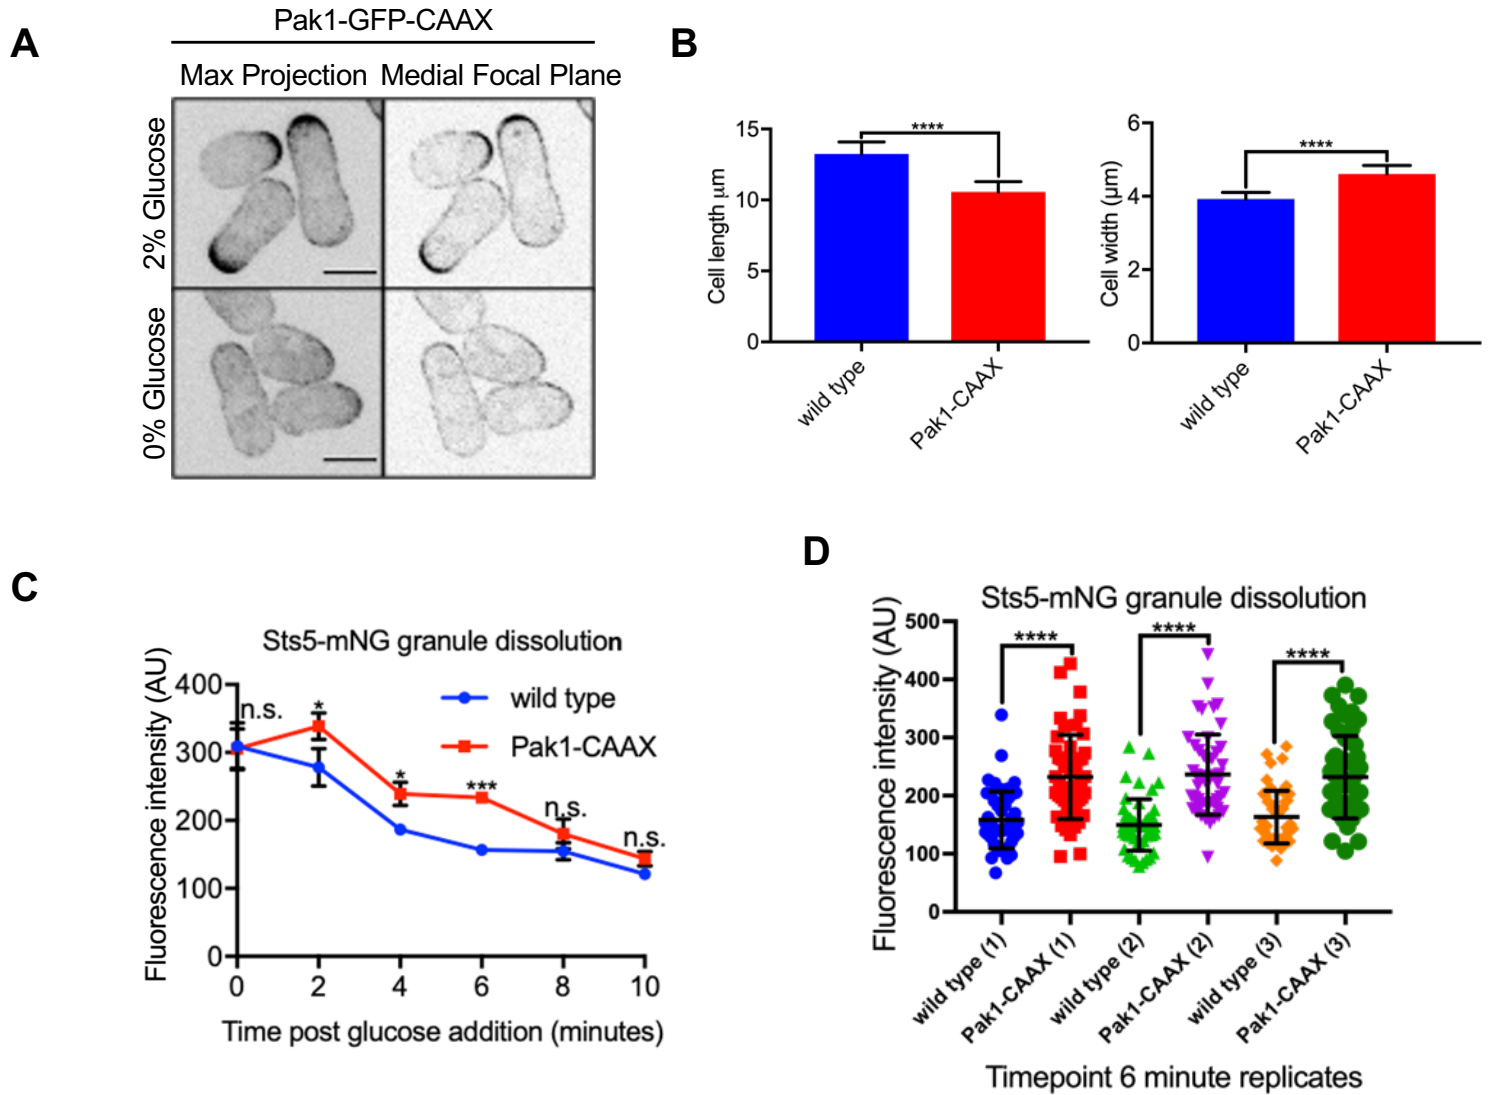 A
Pak1-GFP-CAAX
Max Projection Medial Focal Plane
2% Glucose
0% Glucose
B
Cell length µm
15
10
5
0
****
wild type
Pak1-CAAX
Cell width (µm)
6
4
2
0
****
wild type
Pak1-CAAX
C
Sts5-mNG granule dissolution
Fluorescence intensity (AU)
400
300
200
100
0
n.s.
*
*
***
n.s.
n.s.
wild type
Pak1-CAAX
0 2 4 6 8 10
Time post glucose addition (minutes)
D
Sts5-mNG granule dissolution
Fluorescence intensity (AU)
500
400
300
200
100
0
****
****
****
wild type (1)
Pak1-CAAX (1)
wild type (2)
Pak1-CAAX (2)
wild type (3)
Pak1-CAAX (3)
Timepoint 6 minute replicates